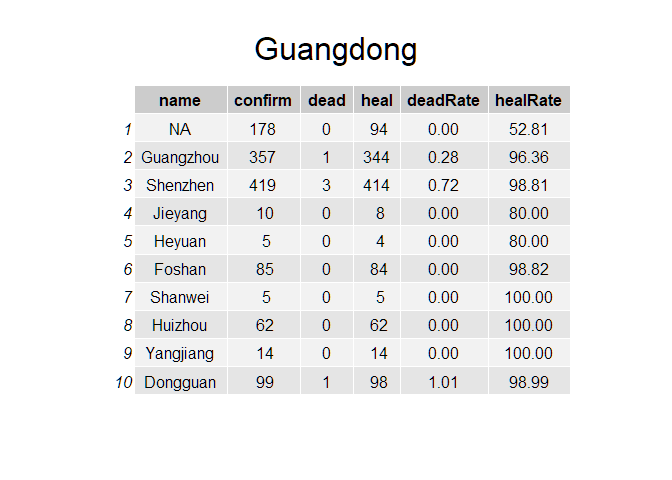 Guangdong
name confirm dead heal deadRate healRate
1 NA 178 0 94 0.00 52.81
2 Guangzhou 357 1 344 0.28 96.36
3 Shenzhen 419 3 414 0.72 98.81
4 Jieyang 10 0 8 0.00 80.00
5 Heyuan 5 0 4 0.00 80.00
6 Foshan 85 0 84 0.00 98.82
7 Shanwei 5 0 5 0.00 100.00
8 Huizhou 62 0 62 0.00 100.00
9 Yangjiang 14 0 14 0.00 100.00
10 Dongguan 99 1 98 1.01 98.99